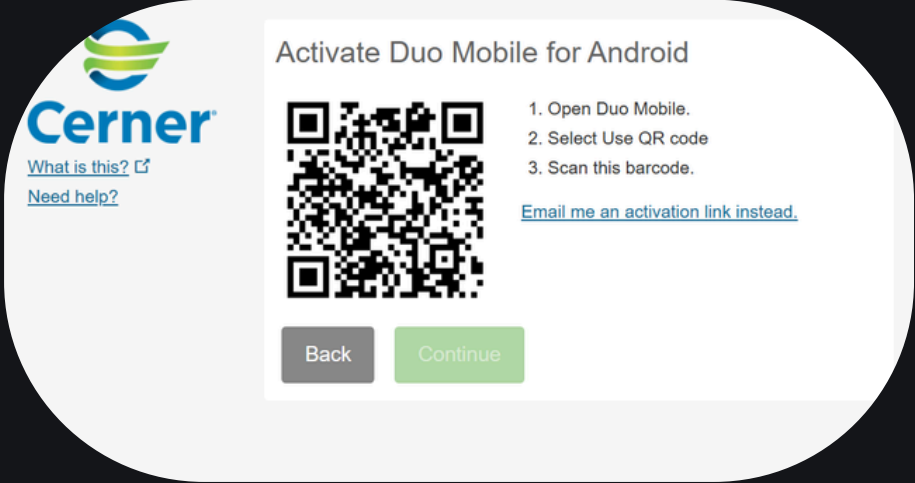 Cerner
What is this?
Need help?
Activate Duo Mobile for Android
1. Open Duo Mobile.
2. Select Use QR code
3. Scan this barcode.
Email me an activation link instead.
Back
Continue